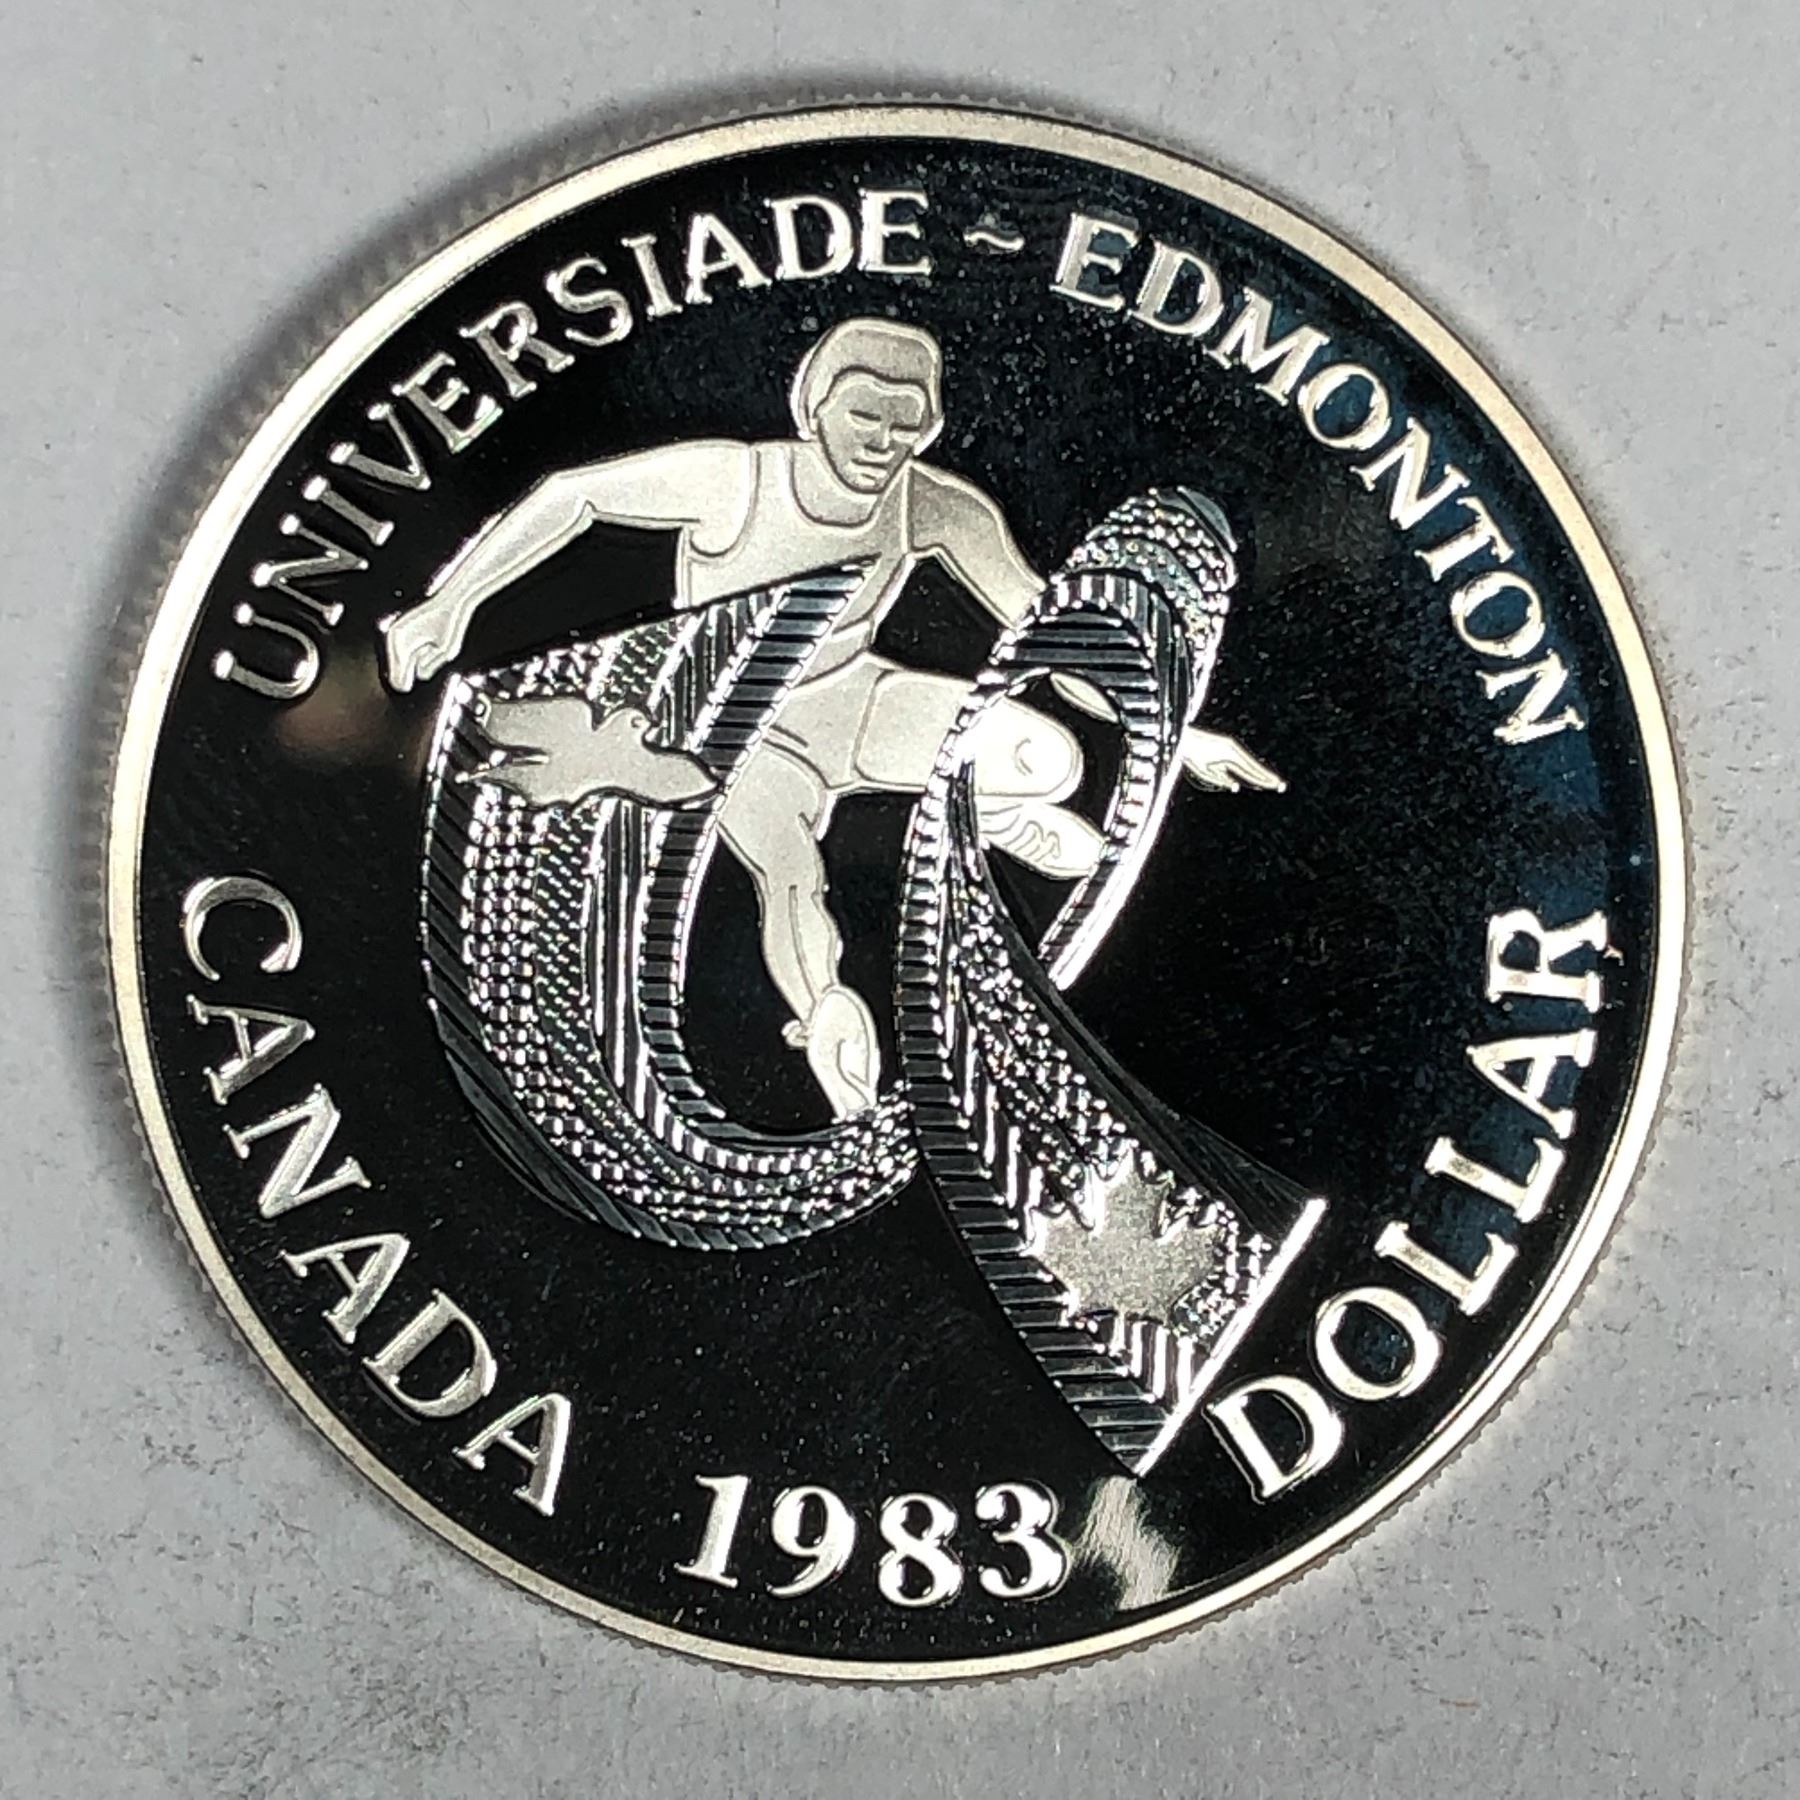 UNIVERSIADE ~ EDMONTON
CANADA 1983 DOLLAR